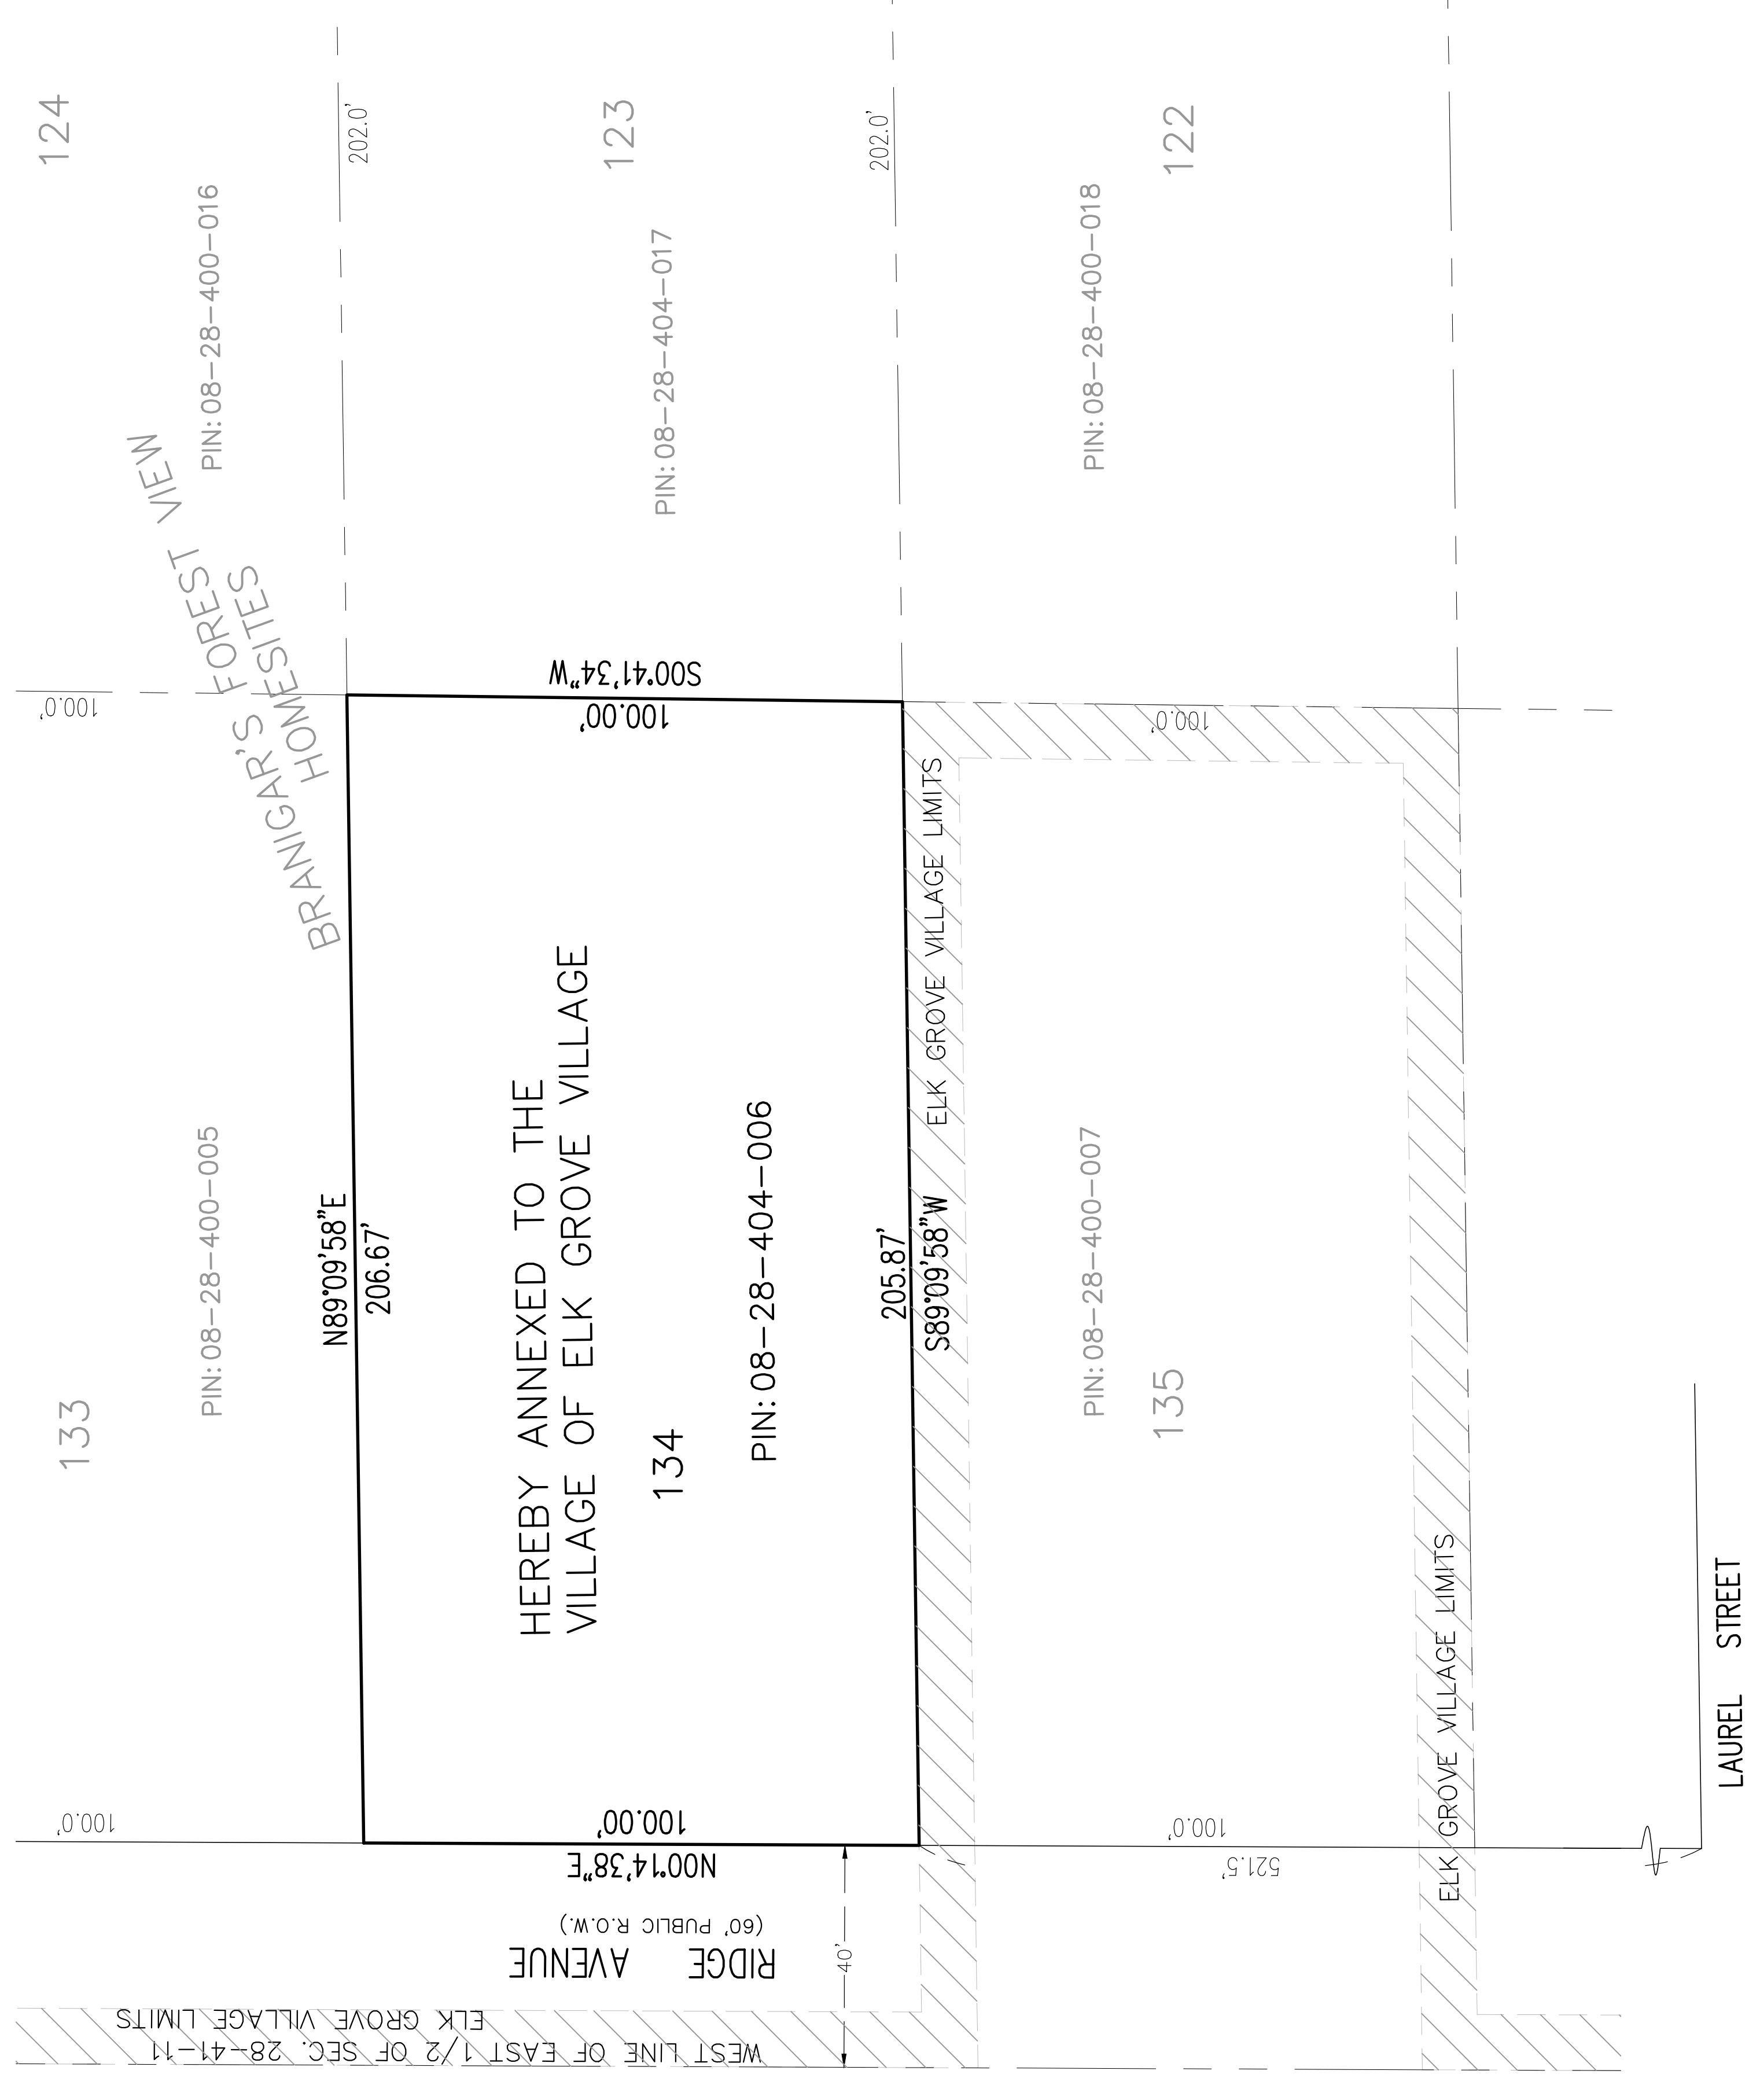 124
PIN: 08-28-400-016
202.0'
123
PIN: 08-28-404-017
202.0'
122
PIN: 08-28-400-018
BRANIGAR'S FOREST VIEW
HOMESITES
100.0'
S00°41'34"W
100.00'
100.0'
133
PIN: 08-28-400-005
N89°09'58"E
206.67'
HEREBY ANNEXED TO THE
VILLAGE OF ELK GROVE VILLAGE
134
PIN: 08-28-404-006
205.87'
S89°09'58"W
ELK GROVE VILLAGE LIMITS
PIN: 08-28-400-007
135
ELK GROVE VILLAGE LIMITS
100.0'
100.00'
N00°14'38"E
100.0'
521.5'
RIDGE AVENUE
(60' PUBLIC R.O.W.)
40'
ELK GROVE VILLAGE LIMITS
WEST LINE OF EAST 1/2 OF SEC. 28-41-11
LAUREL STREET